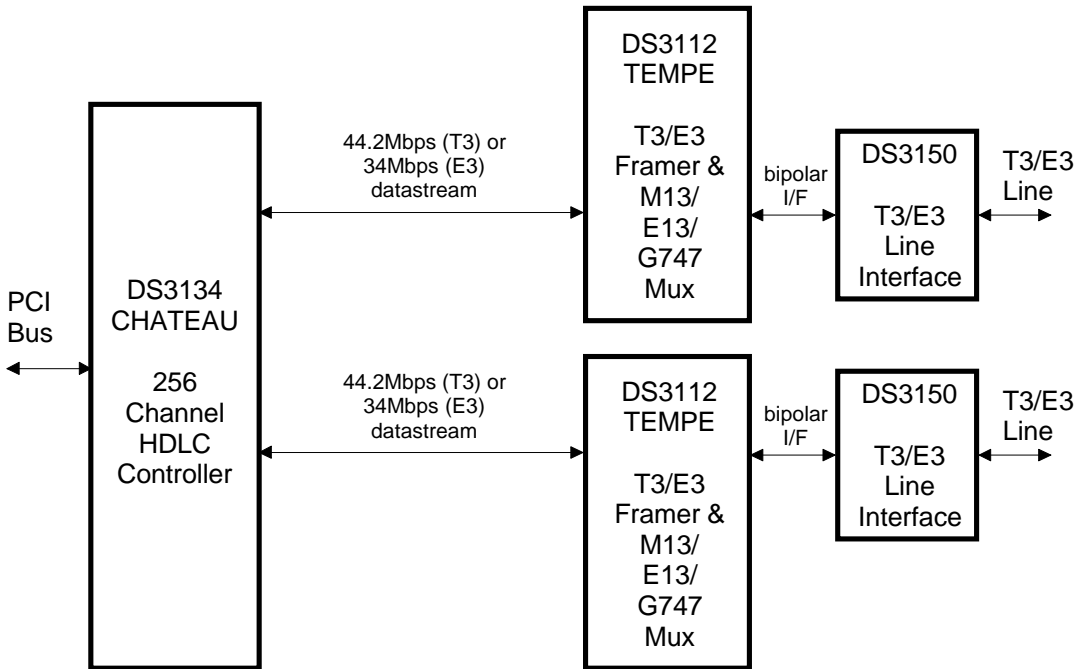 PCI
Bus
DS3134
CHATEAU
256
Channel
HDLC
Controller
44.2Mbps (T3) or
34Mbps (E3)
datastream
DS3112
TEMPE
T3/E3
Framer &
M13/
E13/
G747
Mux
bipolar
I/F
DS3150
T3/E3
Line
Interface
T3/E3
Line
44.2Mbps (T3) or
34Mbps (E3)
datastream
DS3112
TEMPE
T3/E3
Framer &
M13/
E13/
G747
Mux
bipolar
I/F
DS3150
T3/E3
Line
Interface
T3/E3
Line